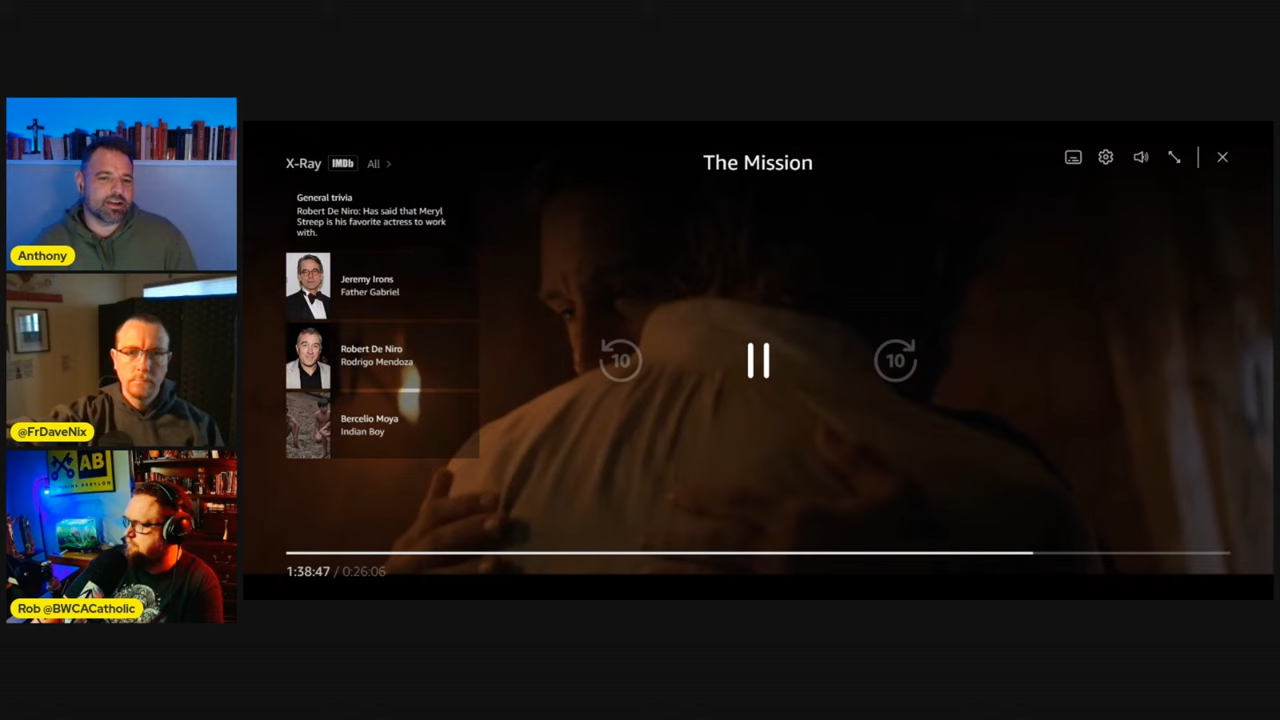 Anthony
@FrDaveNix
AB
Rob @BWCACatholic
X-Ray IMDb All >
The Mission
General trivia
Robert De Niro: Has said that Meryl
Streep is his favorite actress to work
with.
Jeremy Irons
Father Gabriel
Robert De Niro
Rodrigo Mendoza
Bercelio Moya
Indian Boy
10
10
1:38:47 / 0:26:06